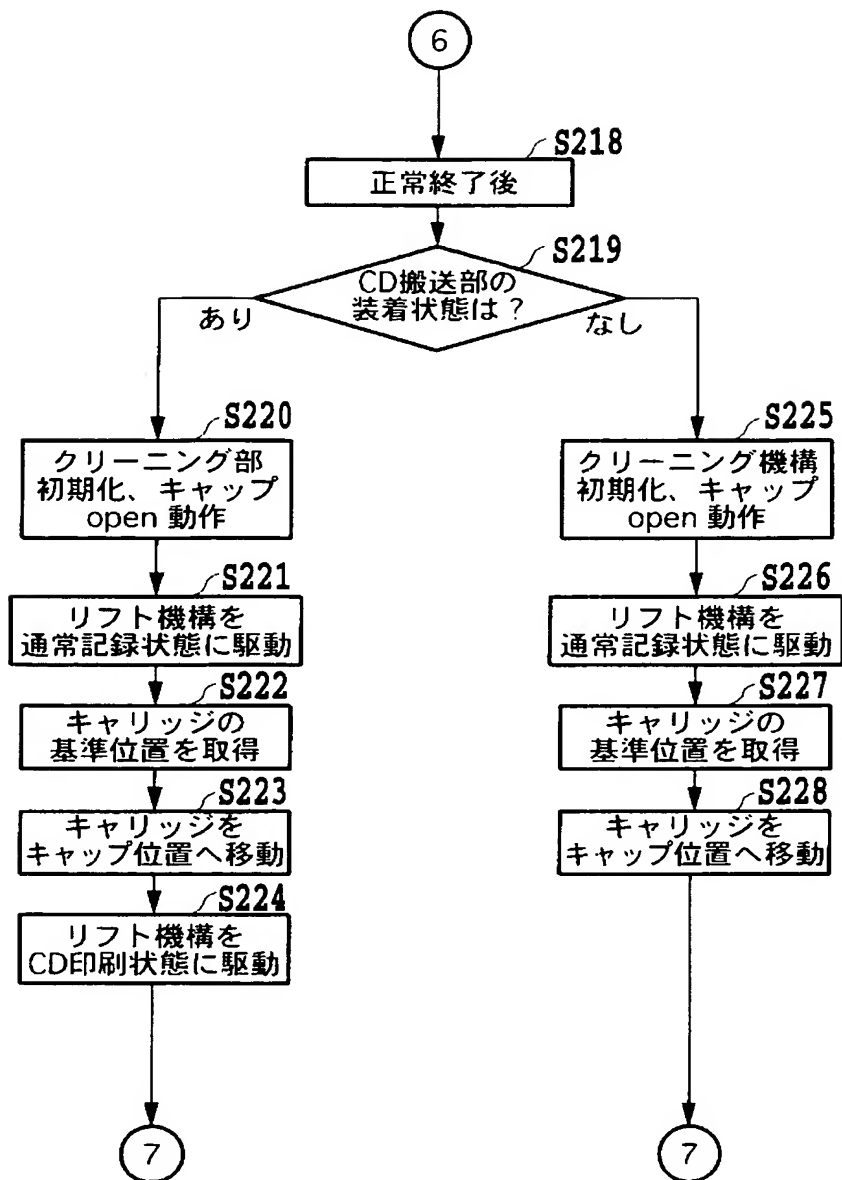 6
S218
正常終了後
S219
CD搬送部の
装着状態は？
あり
なし
S220
クリーニング部
初期化、キャップ
open 動作
S221
リフト機構を
通常記録状態に駆動
S222
キャリッジの
基準位置を取得
S223
キャリッジを
キャップ位置へ移動
S224
リフト機構を
CD印刷状態に駆動
7
S225
クリーニング機構
初期化、キャップ
open 動作
S226
リフト機構を
通常記録状態に駆動
S227
キャリッジの
基準位置を取得
S228
キャリッジを
キャップ位置へ移動
7